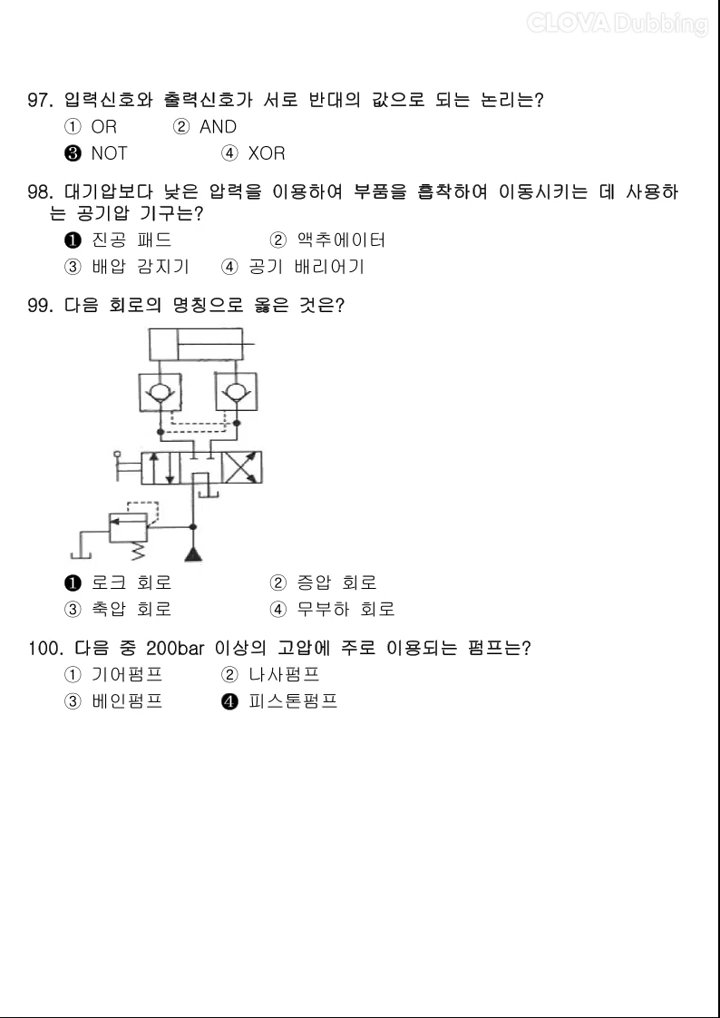 CLOVA Dubbing
97. 입력신호와 출력신호가 서로 반대의 값으로 되는 논리는?
① OR ② AND
❸ NOT ④ XOR
98. 대기압보다 낮은 압력을 이용하여 부품을 흡착하여 이동시키는 데 사용하
는 공기압 기구는?
❶ 진공 패드 ② 액추에이터
③ 배압 감지기 ④ 공기 배리어기
99. 다음 회로의 명칭으로 옳은 것은?
❶ 로크 회로 ② 증압 회로
③ 축압 회로 ④ 무부하 회로
100. 다음 중 200bar 이상의 고압에 주로 이용되는 펌프는?
① 기어펌프 ② 나사펌프
③ 베인펌프 ❹ 피스톤펌프